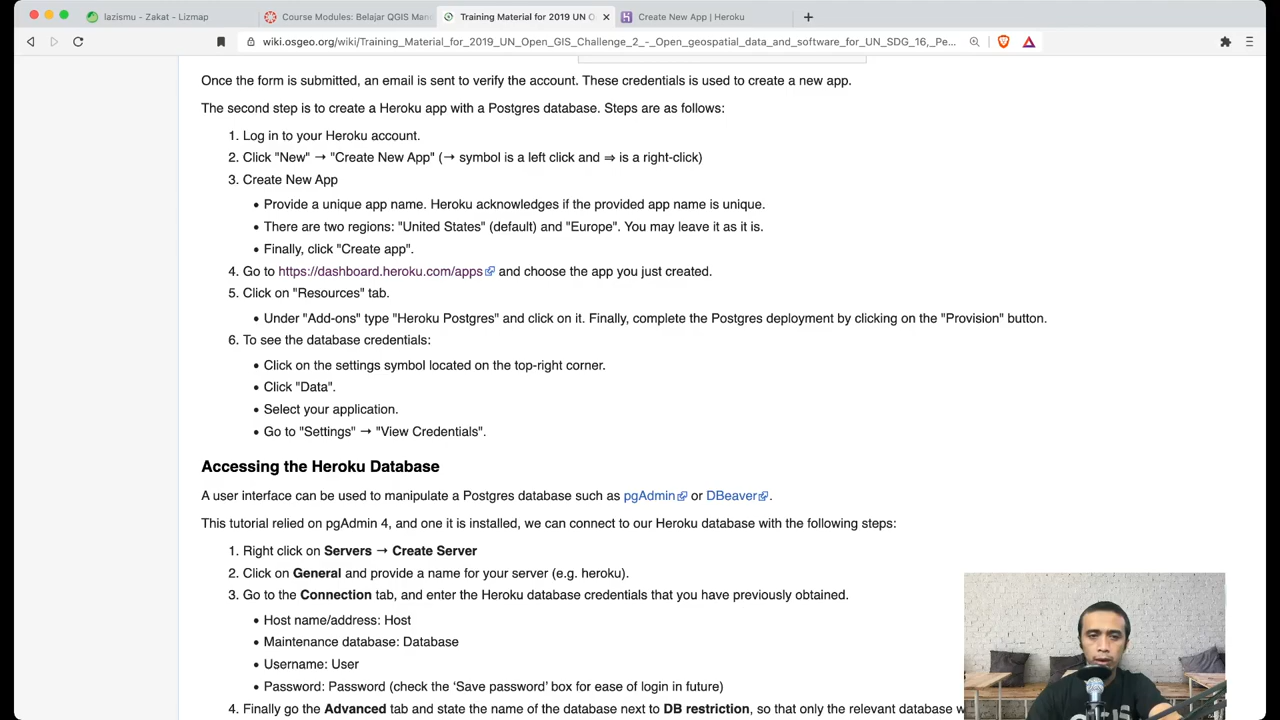 lazismu - Zakat - Lizmap
Course Modules: Belajar QGIS Man
Training Material for 2019 UN O
Create New App | Heroku
wiki.osgeo.org/wiki/Training_Material_for_2019_UN_Open_GIS_Challenge_2_-_Open_geospatial_data_and_software_for_UN_SDG_16,_Pe...
Once the form is submitted, an email is sent to verify the account. These credentials is used to create a new app.
The second step is to create a Heroku app with a Postgres database. Steps are as follows:
1. Log in to your Heroku account.
2. Click "New" → "Create New App" (→ symbol is a left click and ⇒ is a right-click)
3. Create New App
• Provide a unique app name. Heroku acknowledges if the provided app name is unique.
• There are two regions: "United States" (default) and "Europe". You may leave it as it is.
• Finally, click "Create app".
4. Go to https://dashboard.heroku.com/apps and choose the app you just created.
5. Click on "Resources" tab.
• Under "Add-ons" type "Heroku Postgres" and click on it. Finally, complete the Postgres deployment by clicking on the "Provision" button.
6. To see the database credentials:
• Click on the settings symbol located on the top-right corner.
• Click "Data".
• Select your application.
• Go to "Settings" → "View Credentials".
Accessing the Heroku Database
A user interface can be used to manipulate a Postgres database such as pgAdmin or DBeaver.
This tutorial relied on pgAdmin 4, and one it is installed, we can connect to our Heroku database with the following steps:
1. Right click on Servers → Create Server
2. Click on General and provide a name for your server (e.g. heroku).
3. Go to the Connection tab, and enter the Heroku database credentials that you have previously obtained.
• Host name/address: Host
• Maintenance database: Database
• Username: User
• Password: Password (check the ‘Save password’ box for ease of login in future)
4. Finally go the Advanced tab and state the name of the database next to DB restriction, so that only the relevant database w